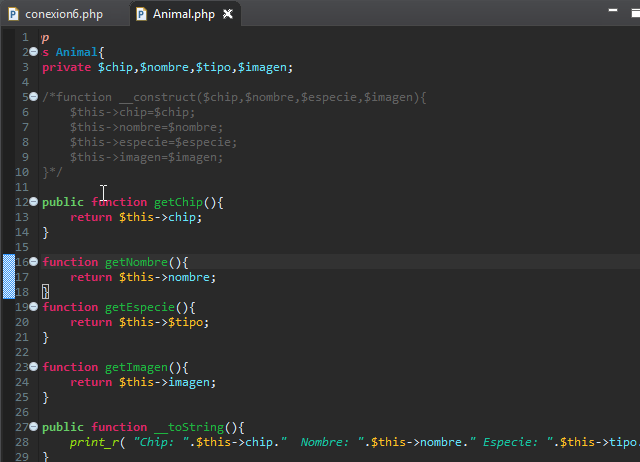 conexion6.php Animal.php
1 p
2 s Animal{
3 private $chip,$nombre,$tipo,$imagen;
4
5 /*function __construct($chip,$nombre,$especie,$imagen){
6 $this->chip=$chip;
7 $this->nombre=$nombre;
8 $this->especie=$especie;
9 $this->imagen=$imagen;
10 }*/
11
12 public function getChip(){
13 return $this->chip;
14 }
15
16 function getNombre(){
17 return $this->nombre;
18 }
19 function getEspecie(){
20 return $this->$tipo;
21 }
22
23 function getImagen(){
24 return $this->imagen;
25 }
26
27 public function __toString(){
28 print_r( "Chip: ".$this->chip." Nombre: ".$this->nombre." Especie: ".$this->tipo.
29 }